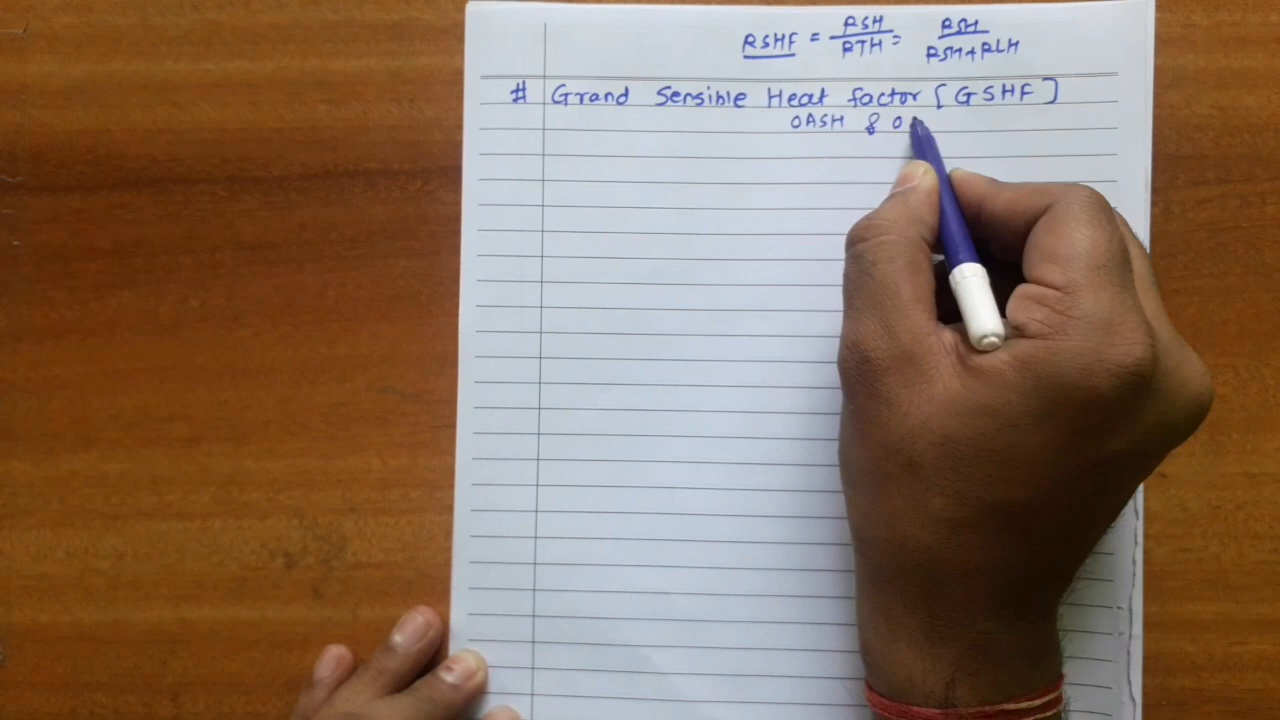 RSHF = RSH / RTH = RSH / RSH+RLH
# Grand Sensible Heat factor [GSHF]
OASH & O